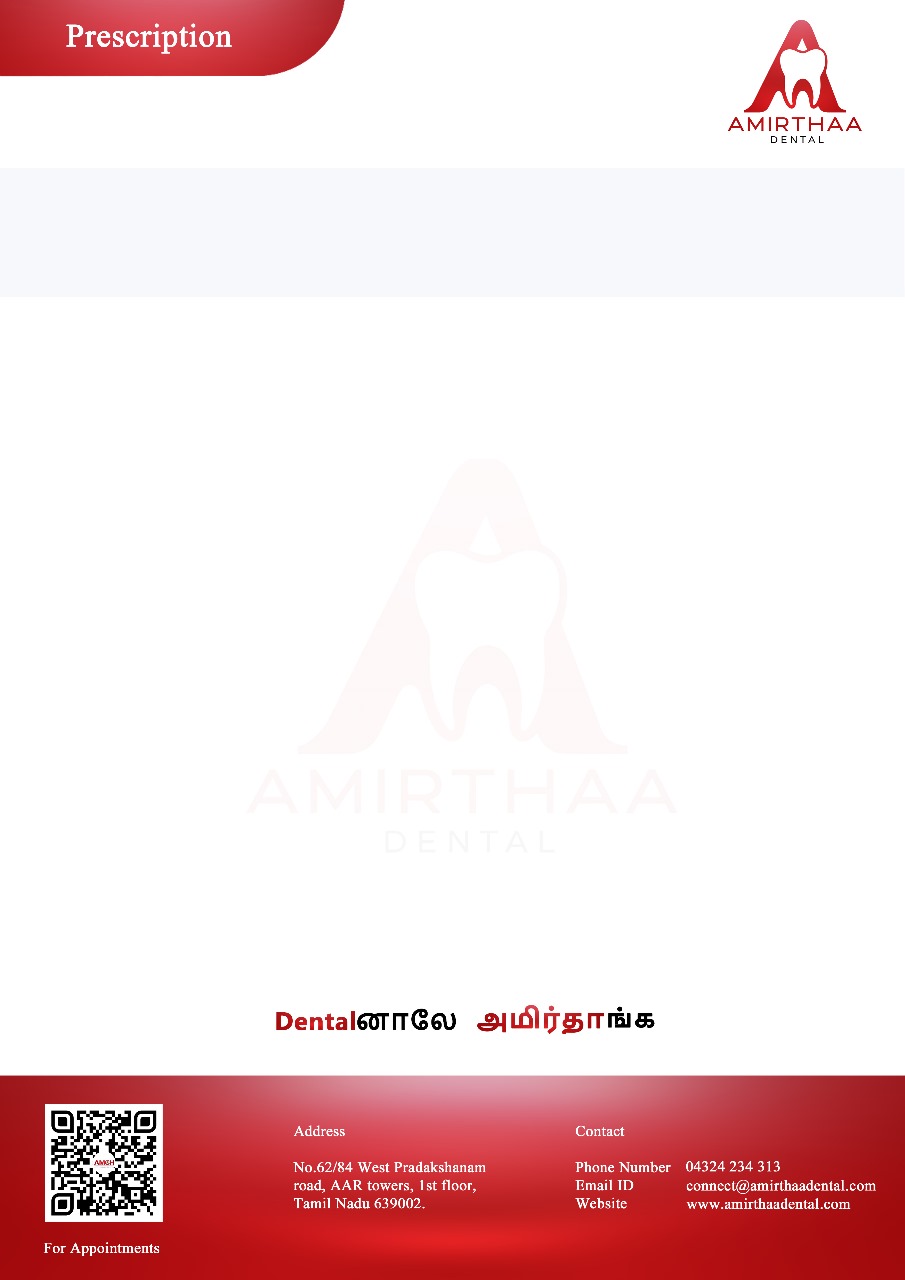 Prescription
AMIRTHAA
DENTAL
AMIRTHAA
DENTAL
Dentalனாலே அமிர்தாங்க
AMCH
For Appointments
Address
No.62/84 West Pradakshanam
road, AAR towers, 1st floor,
Tamil Nadu 639002.
Contact
Phone Number 04324 234 313
Email ID connect@amirthaadental.com
Website www.amirthaadental.com